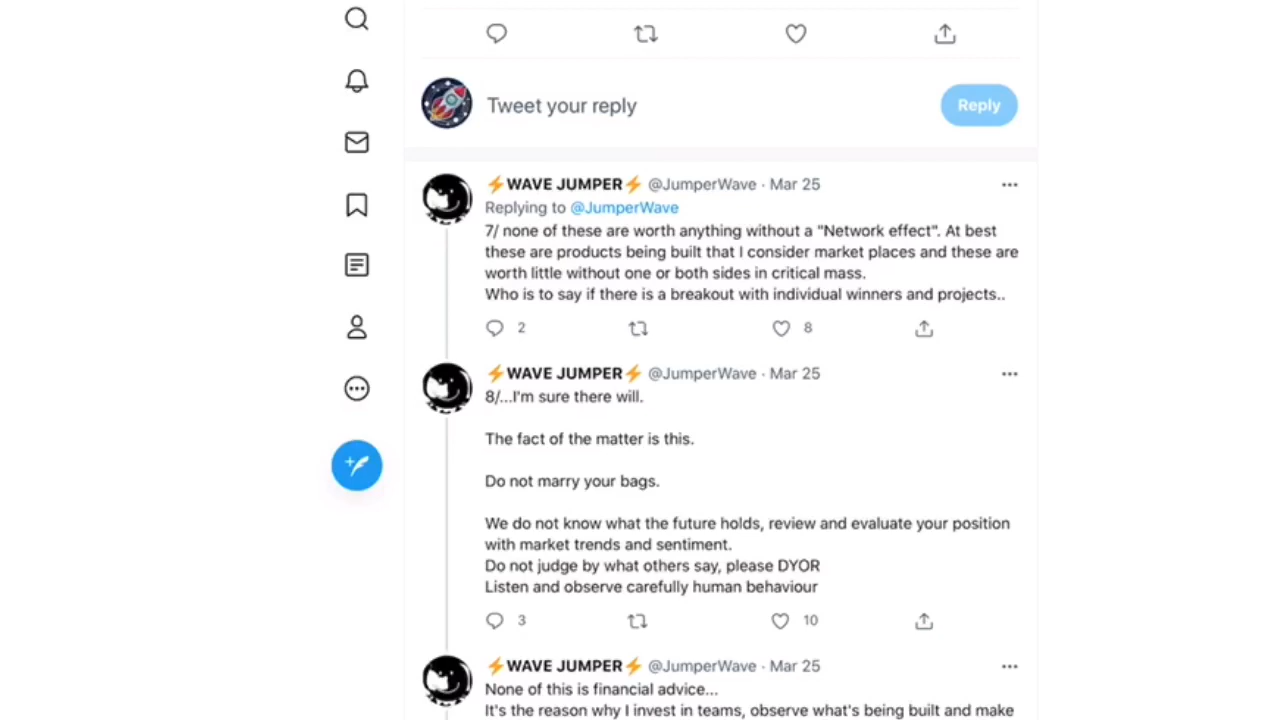 Tweet your reply
Reply
⚡WAVE JUMPER⚡ @JumperWave · Mar 25
Replying to @JumperWave
7/ none of these are worth anything without a "Network effect". At best
these are products being built that I consider market places and these are
worth little without one or both sides in critical mass.
Who is to say if there is a breakout with individual winners and projects..
2
8
⚡WAVE JUMPER⚡ @JumperWave · Mar 25
8/...I'm sure there will.
The fact of the matter is this.
Do not marry your bags.
We do not know what the future holds, review and evaluate your position
with market trends and sentiment.
Do not judge by what others say, please DYOR
Listen and observe carefully human behaviour
3
10
⚡WAVE JUMPER⚡ @JumperWave · Mar 25
None of this is financial advice...
It's the reason why I invest in teams, observe what's being built and make